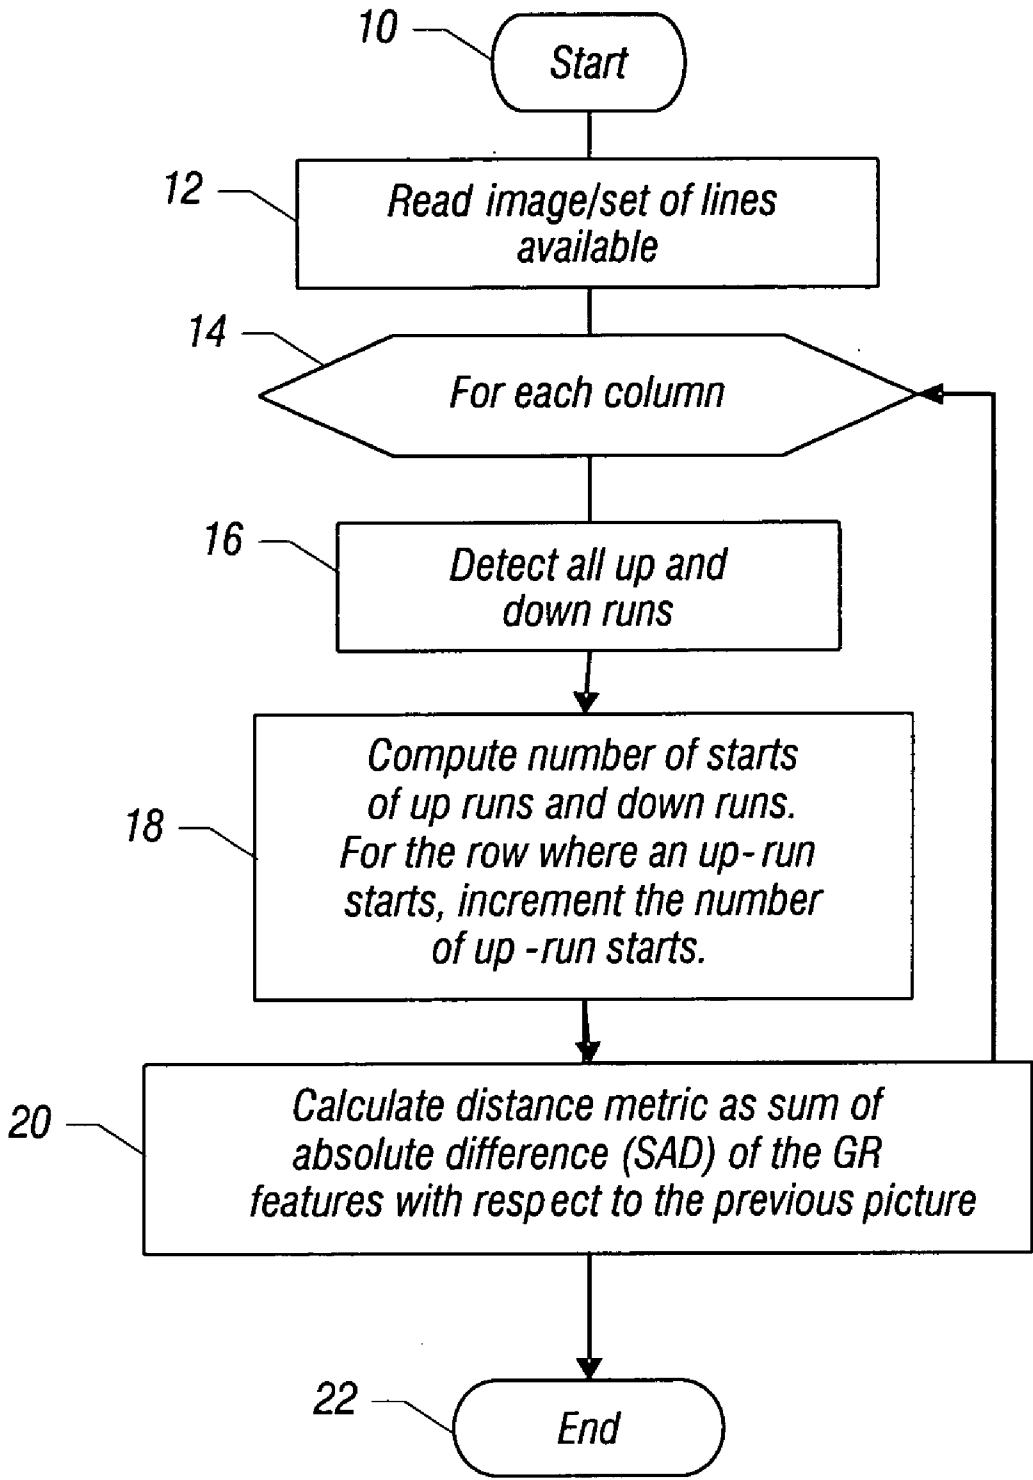 10
Start
12
Read image/set of lines
available
14
For each column
16
Detect all up and
down runs
18
Compute number of starts
of up runs and down runs.
For the row where an up-run
starts, increment the number
of up -run starts.
20
Calculate distance metric as sum of
absolute difference (SAD) of the GR
features with respect to the previous picture
22
End